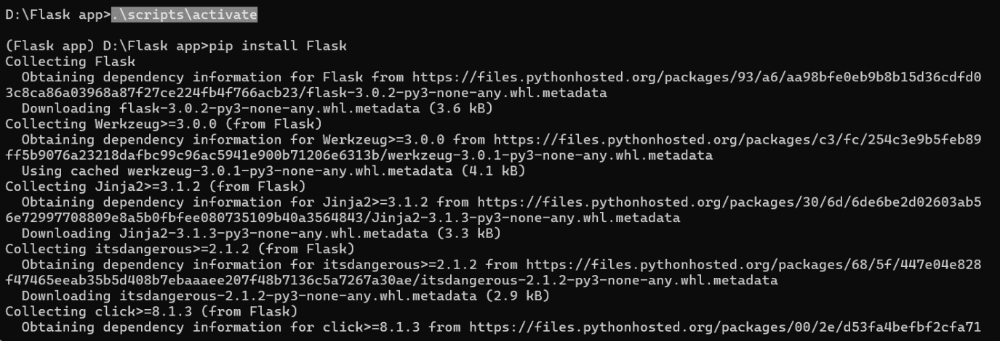 D:\Flask app>.\scripts\activate
(Flask app) D:\Flask app>pip install Flask
Collecting Flask
  Obtaining dependency information for Flask from https://files.pythonhosted.org/packages/93/a6/aa98bfe0eb9b8b15d36cdfd0
3c8ca86a03968a87f27ce224fb4f766acb23/flask-3.0.2-py3-none-any.whl.metadata
  Downloading flask-3.0.2-py3-none-any.whl.metadata (3.6 kB)
Collecting Werkzeug>=3.0.0 (from Flask)
  Obtaining dependency information for Werkzeug>=3.0.0 from https://files.pythonhosted.org/packages/c3/fc/254c3e9b5feb89
ff5b9076a23218dafbc99c96ac5941e900b71206e6313b/werkzeug-3.0.1-py3-none-any.whl.metadata
  Using cached werkzeug-3.0.1-py3-none-any.whl.metadata (4.1 kB)
Collecting Jinja2>=3.1.2 (from Flask)
  Obtaining dependency information for Jinja2>=3.1.2 from https://files.pythonhosted.org/packages/30/6d/6de6be2d02603ab5
6e72997708809e8a5b0fbfee080735109b40a3564843/Jinja2-3.1.3-py3-none-any.whl.metadata
  Downloading Jinja2-3.1.3-py3-none-any.whl.metadata (3.3 kB)
Collecting itsdangerous>=2.1.2 (from Flask)
  Obtaining dependency information for itsdangerous>=2.1.2 from https://files.pythonhosted.org/packages/68/5f/447e04e828
f47465eeab35b5d408b7ebaaaee207f48b7136c5a7267a30ae/itsdangerous-2.1.2-py3-none-any.whl.metadata
  Downloading itsdangerous-2.1.2-py3-none-any.whl.metadata (2.9 kB)
Collecting click>=8.1.3 (from Flask)
  Obtaining dependency information for click>=8.1.3 from https://files.pythonhosted.org/packages/00/2e/d53fa4befbf2cfa71